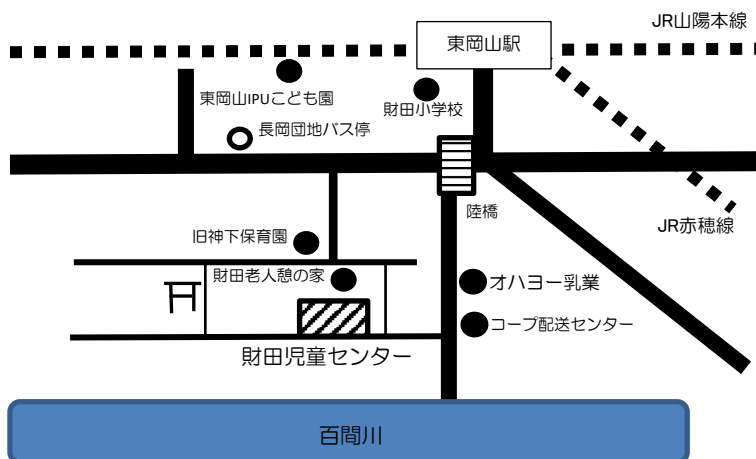 JR山陽本線
東岡山駅
東岡山IPUこども園
財田小学校
長岡団地バス停
陸橋
JR赤穂線
旧神下保育園
財田老人憩の家
オハヨー乳業
コープ配送センター
財田児童センター
百間川